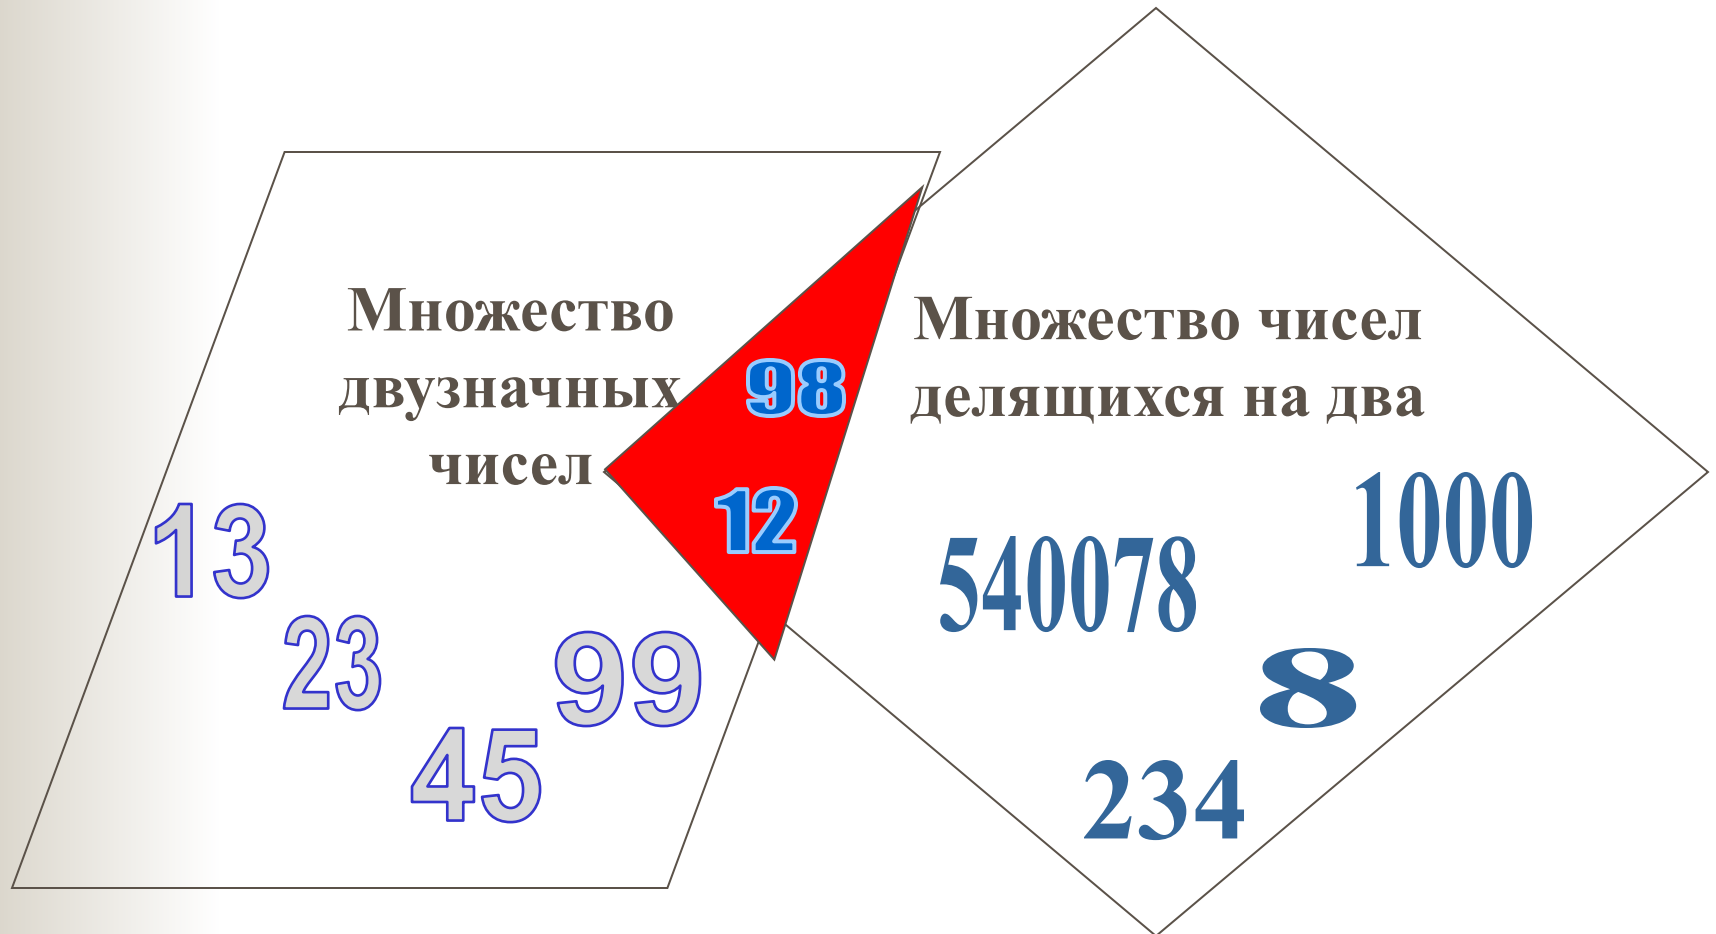 Множество
двузначных
чисел
98
12
13
23
99
45
Множество чисел
делящихся на два
1000
540078
8
234